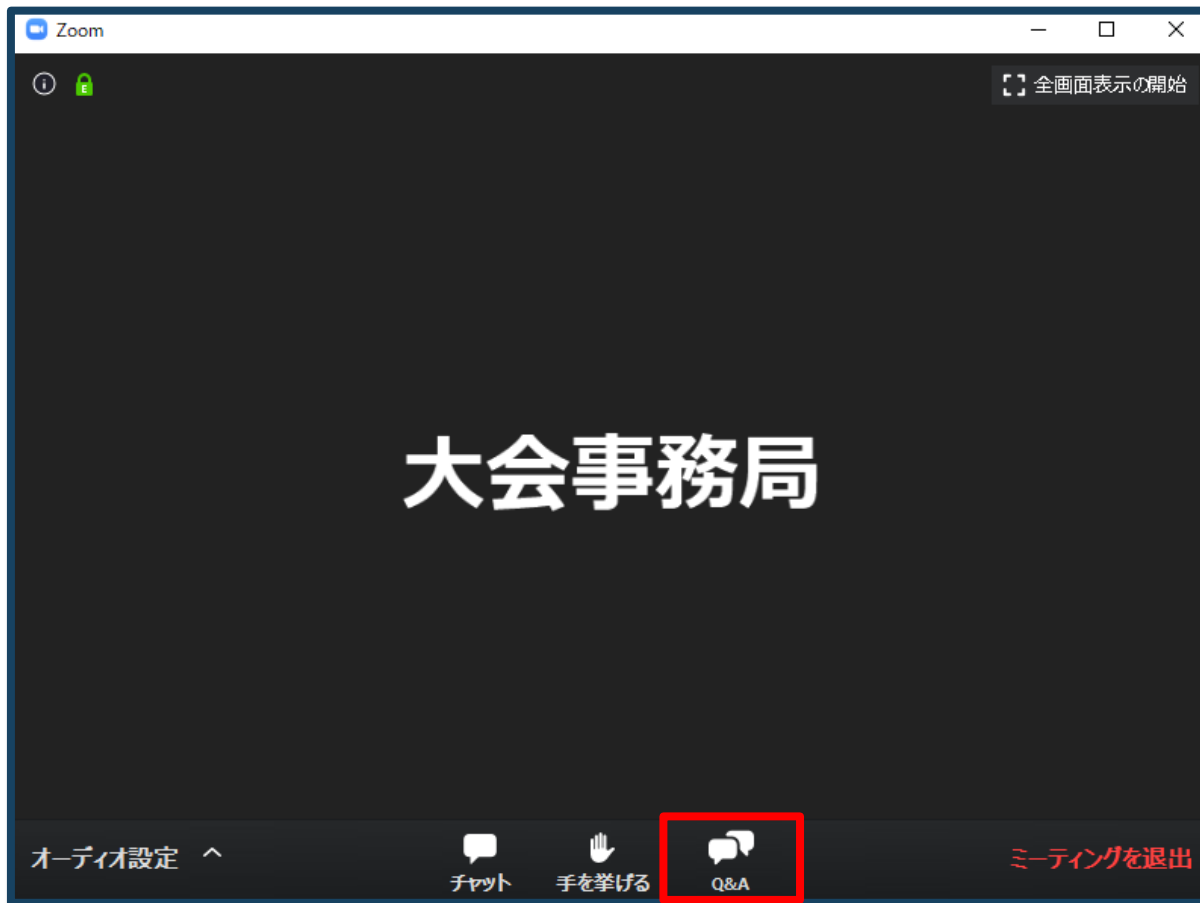 Zoom
全画面表示の開始
大会事務局
オーディオ設定
チャット
手を挙げる
Q&A
ミーティングを退出